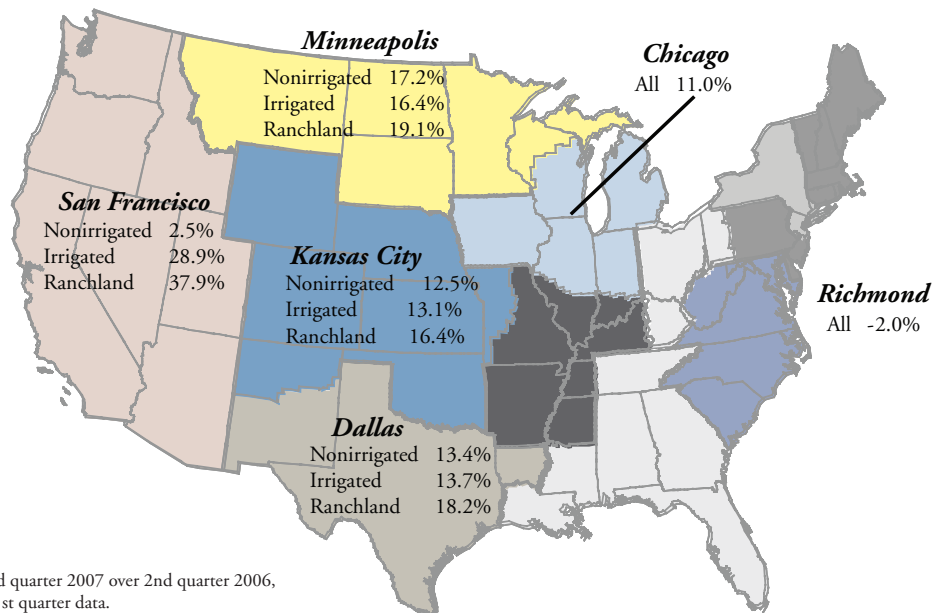 Minneapolis
Nonirrigated 17.2%
Irrigated 16.4%
Ranchland 19.1%
Chicago
All 11.0%
San Francisco
Nonirrigated 2.5%
Irrigated 28.9%
Ranchland 37.9%
Kansas City
Nonirrigated 12.5%
Irrigated 13.1%
Ranchland 16.4%
Richmond
All -2.0%
Dallas
Nonirrigated 13.4%
Irrigated 13.7%
Ranchland 18.2%
quarter 2007 over 2nd quarter 2006,
st quarter data.